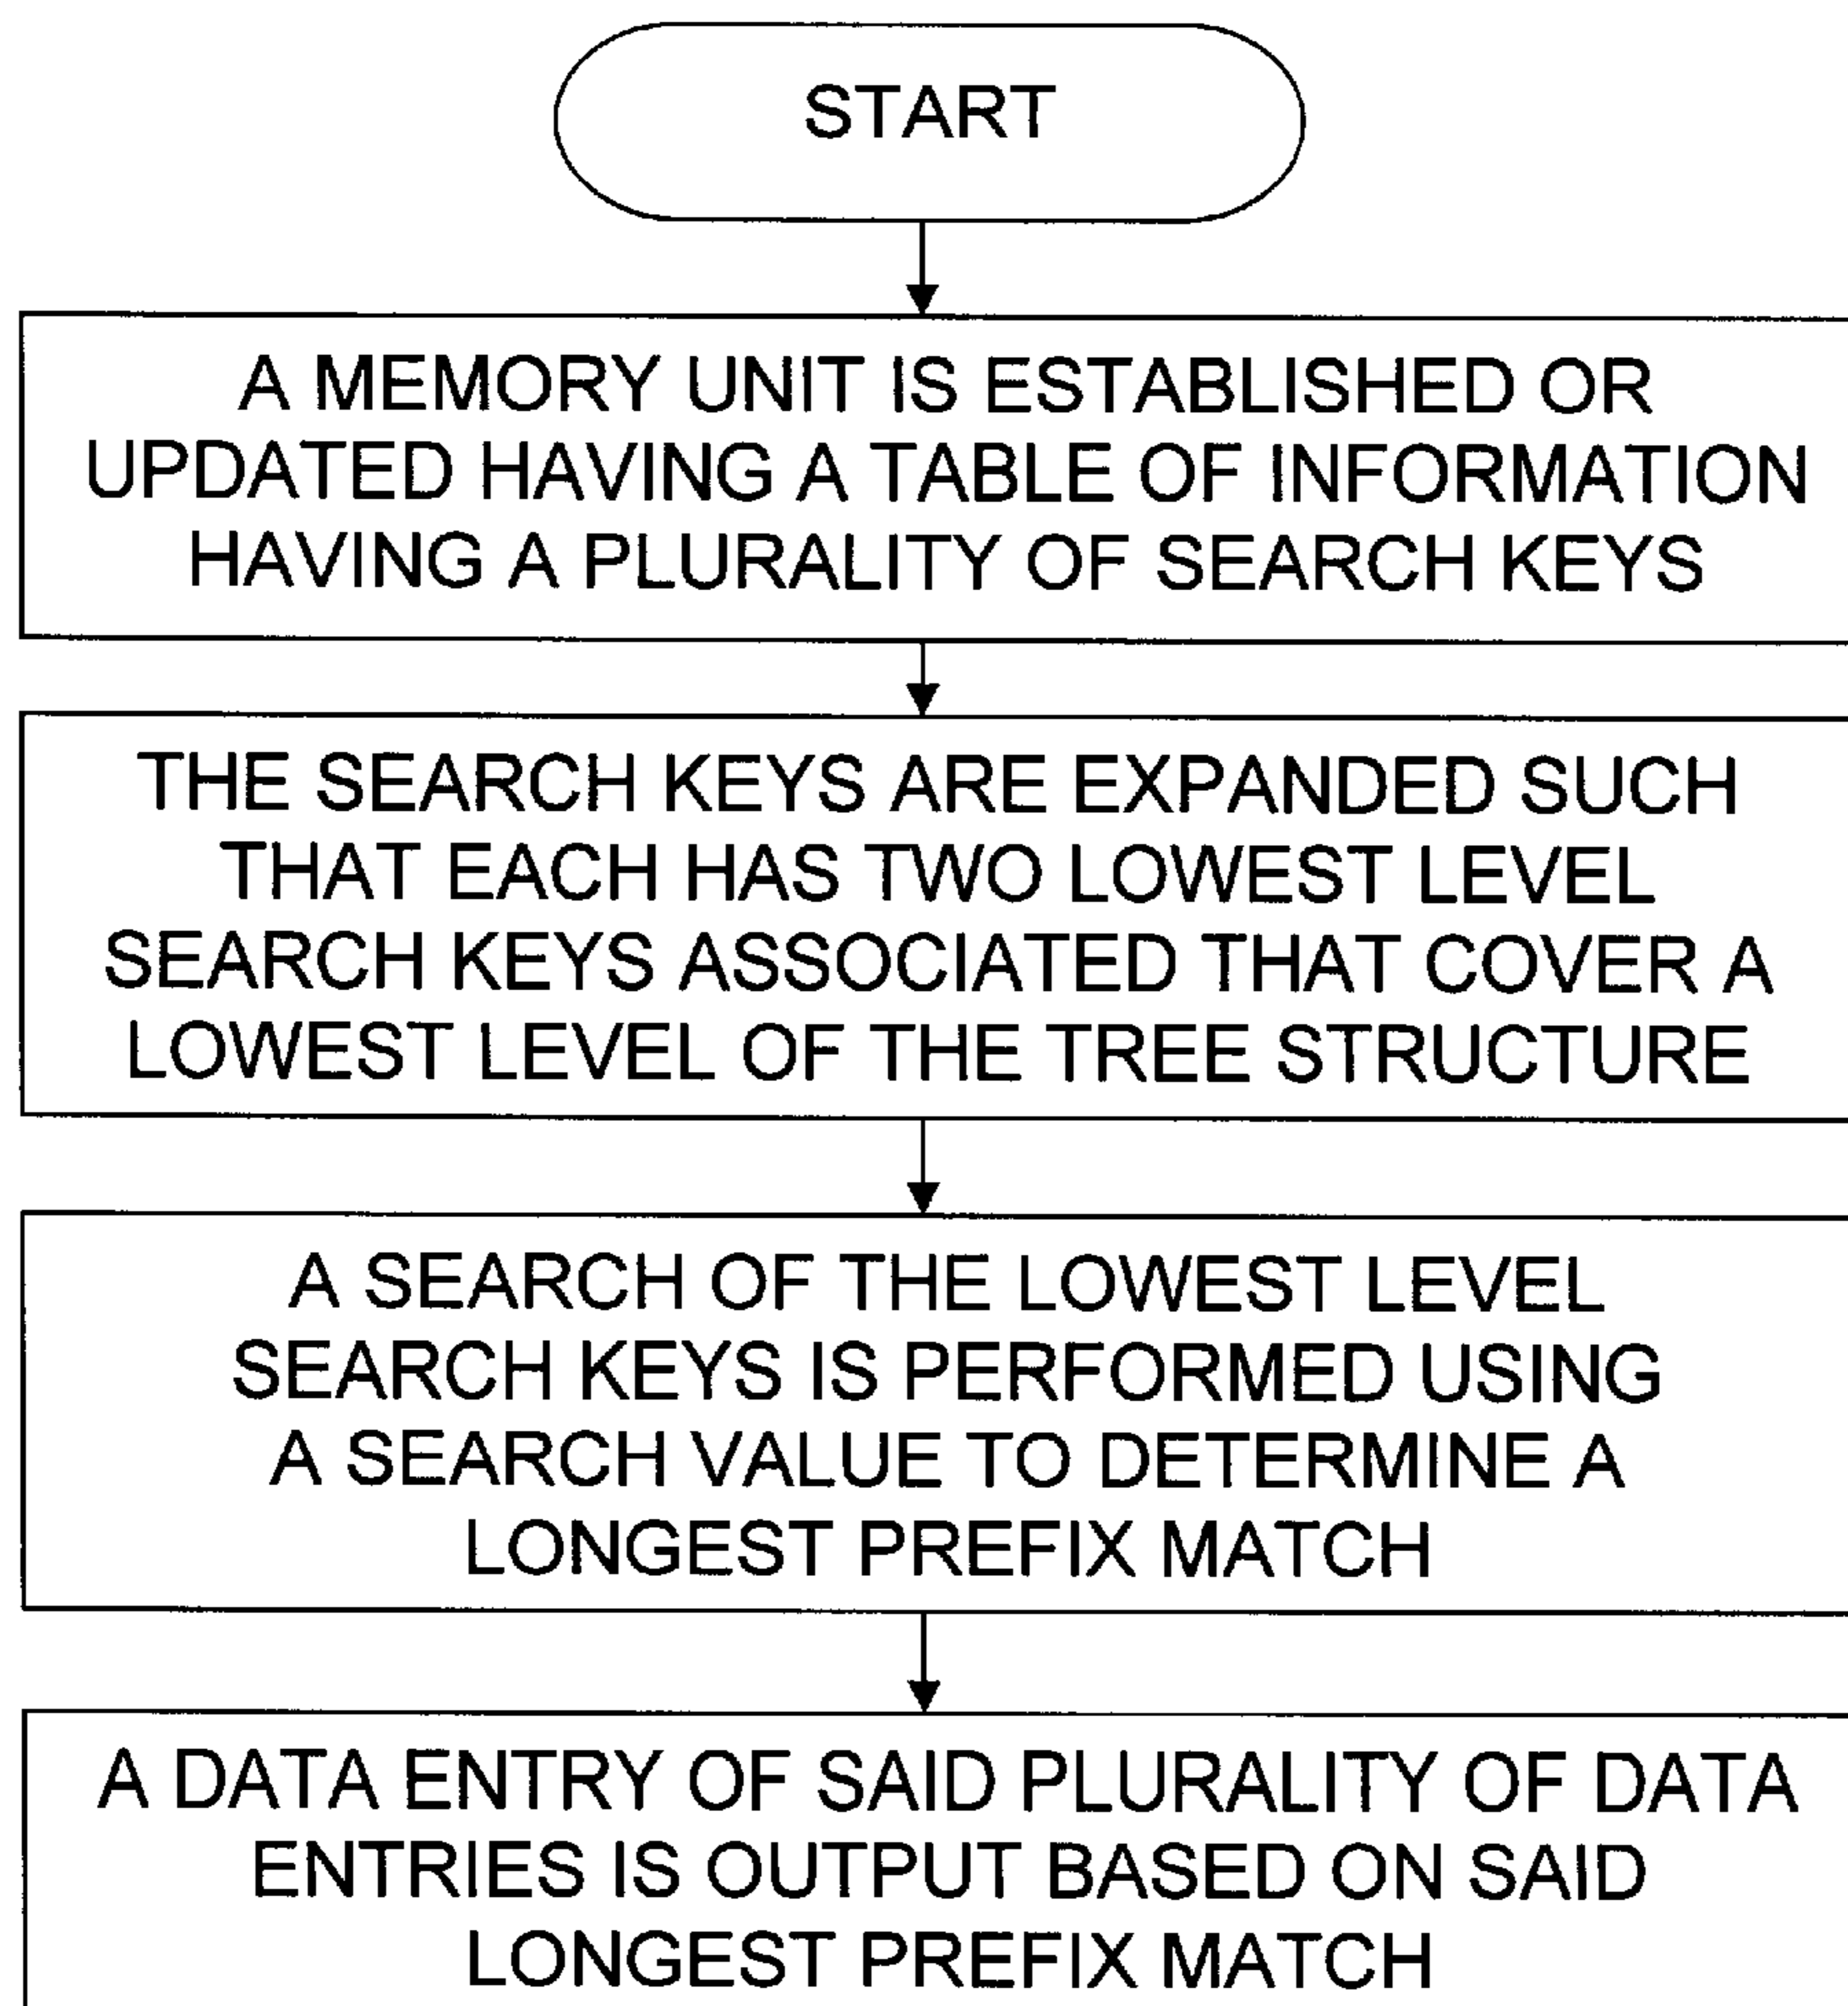 START
A MEMORY UNIT IS ESTABLISHED OR
UPDATED HAVING A TABLE OF INFORMATION
HAVING A PLURALITY OF SEARCH KEYS
THE SEARCH KEYS ARE EXPANDED SUCH
THAT EACH HAS TWO LOWEST LEVEL
SEARCH KEYS ASSOCIATED THAT COVER A
LOWEST LEVEL OF THE TREE STRUCTURE
A SEARCH OF THE LOWEST LEVEL
SEARCH KEYS IS PERFORMED USING
A SEARCH VALUE TO DETERMINE A
LONGEST PREFIX MATCH
A DATA ENTRY OF SAID PLURALITY OF DATA
ENTRIES IS OUTPUT BASED ON SAID
LONGEST PREFIX MATCH